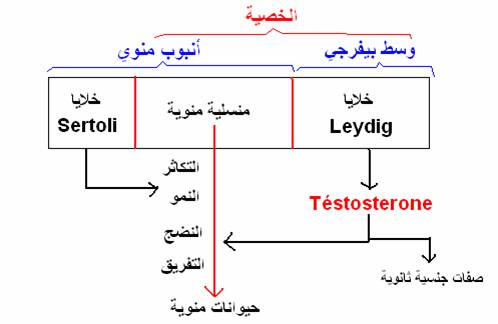 الخصية
وسط بيفرجي
أنبوب منوي
خلايا
Leydig
منسلية منوية
خلايا
Sertoli
التكاثر
النمو
Téstosterone
النضج
التفريق
صفات جنسية ثانوية
حيوانات منوية